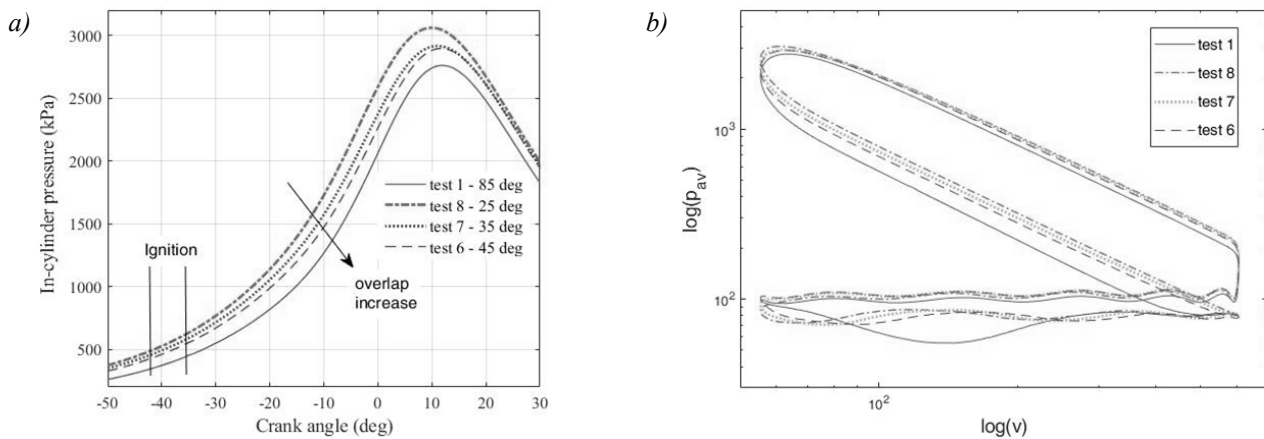 a)
3000
2500
2000
1500
1000
500
In-cylinder pressure (kPa)
Ignition
test 1 - 85 deg
test 8 - 25 deg
test 7 - 35 deg
test 6 - 45 deg
overlap
increase
-50
-40
-30
-20
-10
0
10
20
30
Crank angle (deg)
b)
test 1
test 8
test 7
test 6
10³
10²
log(pav)
10²
log(v)